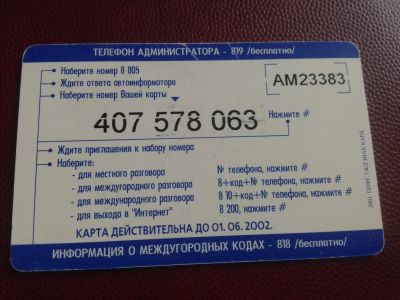 ТЕЛЕФОН АДМИНИСТРАТОРА - 819 /бесплатно/
Наберите номер 8 805
Ждите ответа автоинформатора
Наберите номер Вашей карты
AM23383
407 578 063
Нажмите #
Ждите приглашения к набору номера
Наберите:
- для местного разговора № телефона, нажмите #
- для междугородного разговора 8+код+№ телефона, нажмите #
- для международного разговора 8 10+код+№ телефона, нажмите #
- для выхода в "Интернет" 8 200, нажмите #
КАРТА ДЕЙСТВИТЕЛЬНА ДО 01. 06. 2002.
ИНФОРМАЦИЯ О МЕЖДУГОРОДНЫХ КОДАХ - 818 /бесплатно/